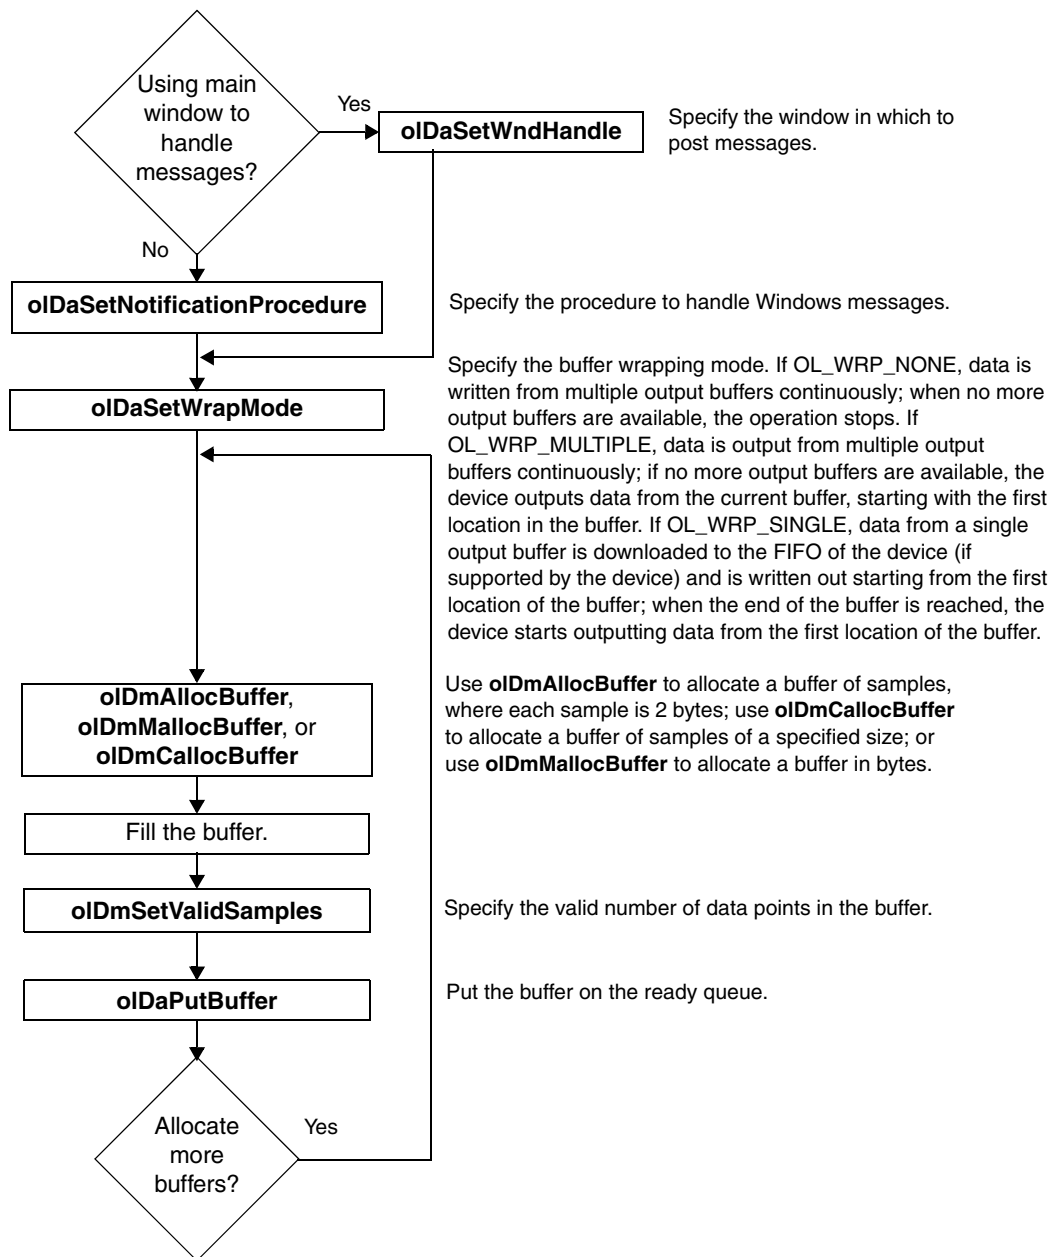 Using main
window to
handle
messages?
Yes
olDaSetWndHandle
Specify the window in which to
post messages.
No
olDaSetNotificationProcedure
Specify the procedure to handle Windows messages.
olDaSetWrapMode
Specify the buffer wrapping mode. If OL_WRP_NONE, data is
written from multiple output buffers continuously; when no more
output buffers are available, the operation stops. If
OL_WRP_MULTIPLE, data is output from multiple output
buffers continuously; if no more output buffers are available, the
device outputs data from the current buffer, starting with the first
location in the buffer. If OL_WRP_SINGLE, data from a single
output buffer is downloaded to the FIFO of the device (if
supported by the device) and is written out starting from the first
location of the buffer; when the end of the buffer is reached, the
device starts outputting data from the first location of the buffer.
olDmAllocBuffer,
olDmMallocBuffer, or
olDmCallocBuffer
Use olDmAllocBuffer to allocate a buffer of samples,
where each sample is 2 bytes; use olDmCallocBuffer
to allocate a buffer of samples of a specified size; or
use olDmMallocBuffer to allocate a buffer in bytes.
Fill the buffer.
olDmSetValidSamples
Specify the valid number of data points in the buffer.
olDaPutBuffer
Put the buffer on the ready queue.
Allocate
more
buffers?
Yes